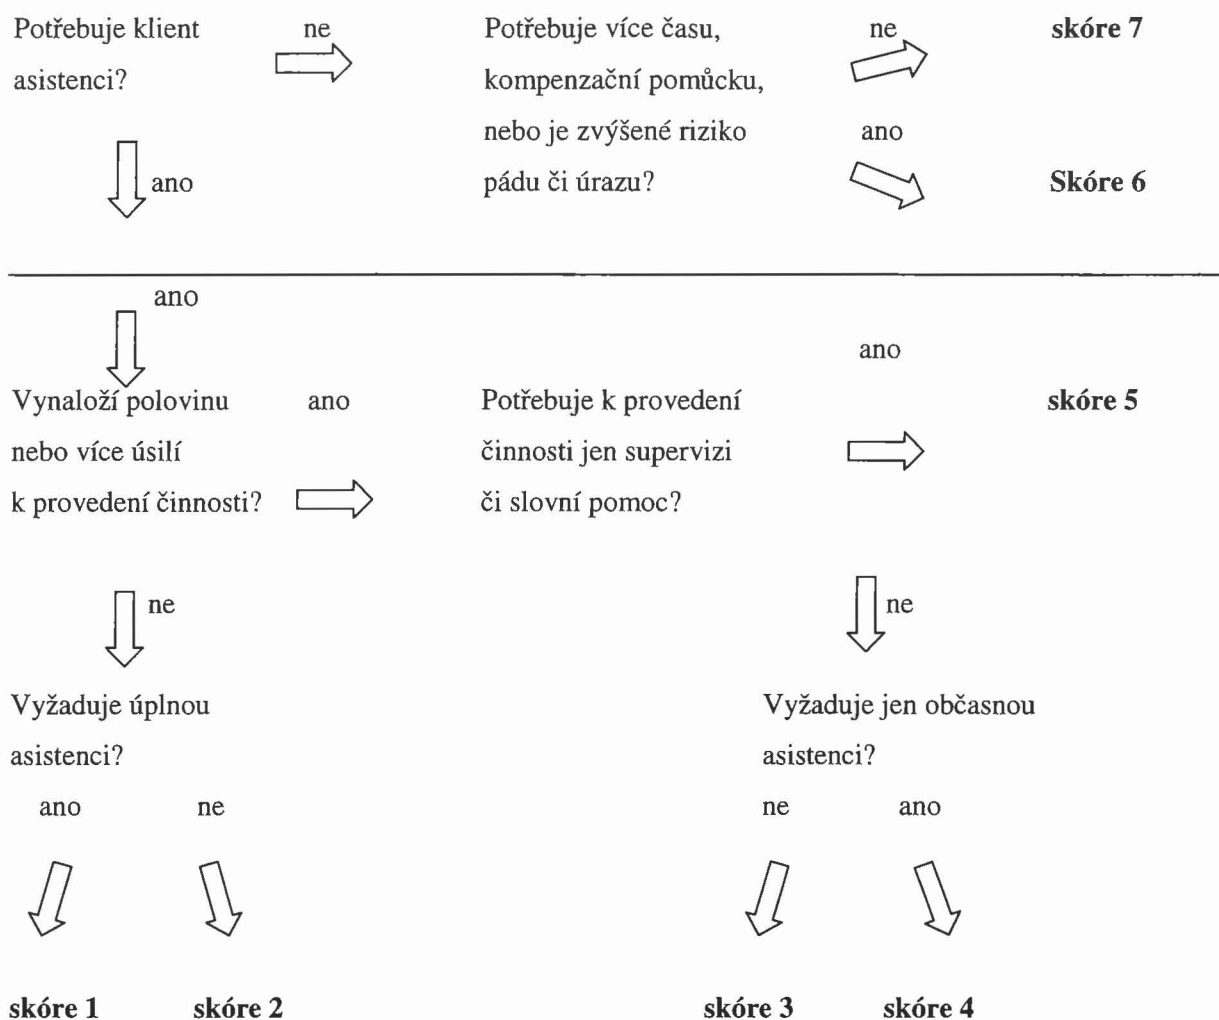 Potřebuje klient
asistenci?
ne
Potřebuje více času,
kompenzační pomůcku,
nebo je zvýšené riziko
pádu či úrazu?
ne
skóre 7
ano
Skóre 6
ano
ano
Vynaloží polovinu
nebo více úsilí
k provedení činnosti?
ano
Potřebuje k provedení
činnosti jen supervizi
či slovní pomoc?
ano
skóre 5
ne
ne
Vyžaduje úplnou
asistenci?
ano ne
Vyžaduje jen občasnou
asistenci?
ne ano
skóre 1 skóre 2
skóre 3 skóre 4